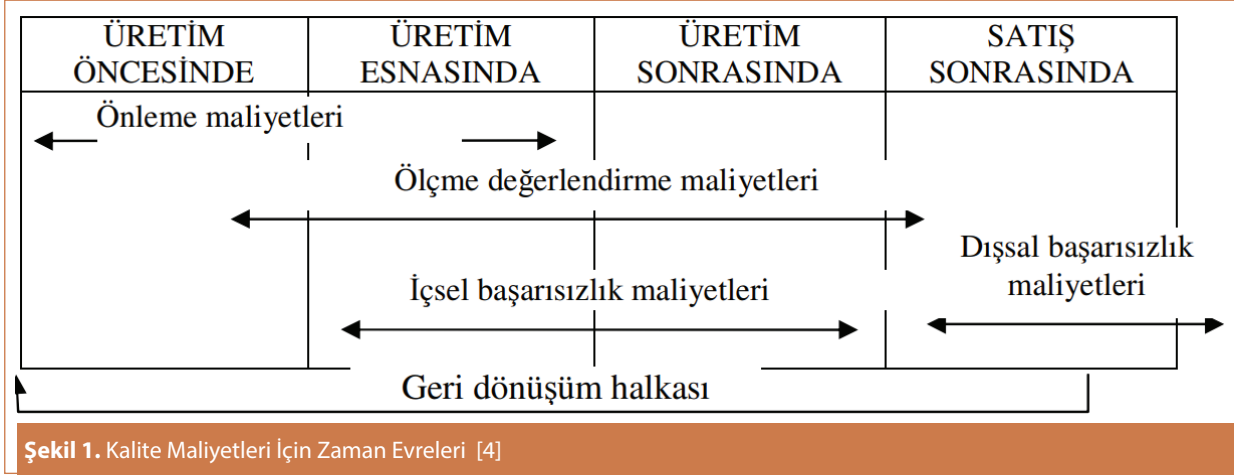 ÜRETİM ÖNCESİNDE
ÜRETİM ESNASINDA
ÜRETİM SONRASINDA
SATIŞ SONRASINDA
Önleme maliyetleri
Ölçme değerlendirme maliyetleri
Dışsal başarısızlık
maliyetleri
İçsel başarısızlık maliyetleri
Geri dönüşüm halkası
Şekil 1. Kalite Maliyetleri İçin Zaman Evreleri [4]